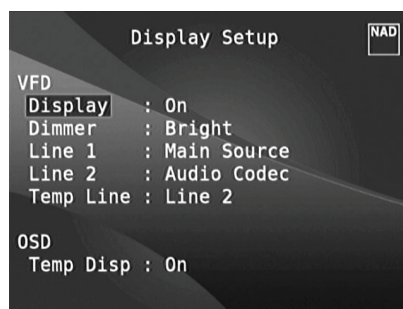 Display Setup
NAD
VFD
Display : On
Dimmer : Bright
Line 1 : Main Source
Line 2 : Audio Codec
Temp Line : Line 2
OSD
Temp Disp : On